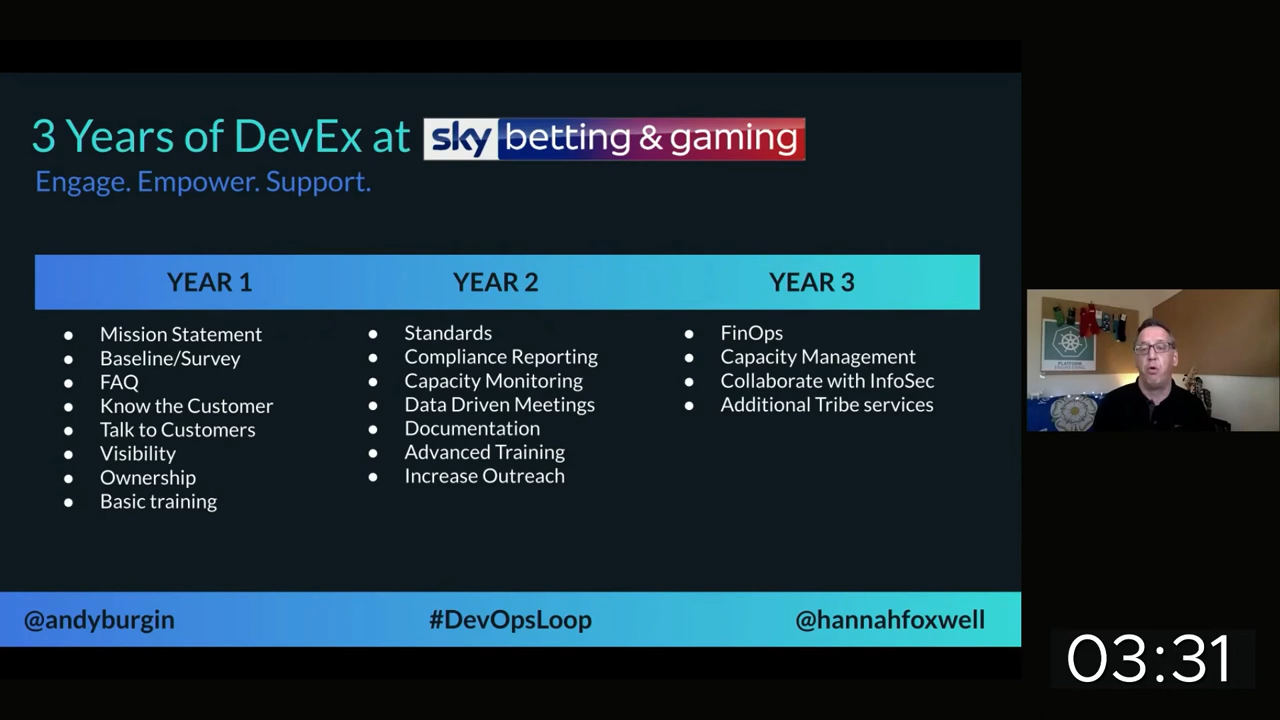 3 Years of DevEx at sky betting & gaming
Engage. Empower. Support.
YEAR 1
Mission Statement
Baseline/Survey
FAQ
Know the Customer
Talk to Customers
Visibility
Ownership
Basic training
YEAR 2
Standards
Compliance Reporting
Capacity Monitoring
Data Driven Meetings
Documentation
Advanced Training
Increase Outreach
YEAR 3
FinOps
Capacity Management
Collaborate with InfoSec
Additional Tribe services
@andyburgin
#DevOpsLoop
@hannahfoxwell
PLATFORM
ENGINEERING
03:31